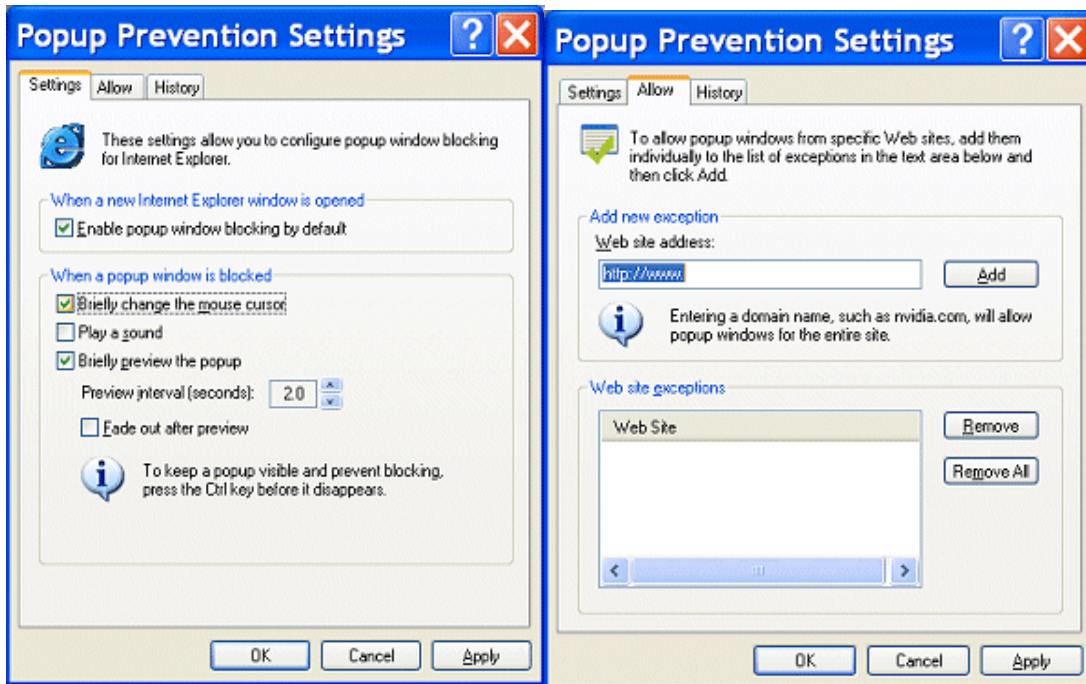 Popup Prevention Settings
Settings Allow History
These settings allow you to configure popup window blocking
for Internet Explorer.
When a new Internet Explorer window is opened
Enable popup window blocking by default
When a popup window is blocked
Briefly change the mouse cursor
Play a sound
Briefly preview the popup
Preview interval (seconds): 2.0
Fade out after preview
To keep a popup visible and prevent blocking,
press the Ctrl key before it disappears.
OK Cancel Apply
Popup Prevention Settings
Settings Allow History
To allow popup windows from specific Web sites, add them
individually to the list of exceptions in the text area below and
then click Add.
Add new exception
Web site address:
http://www. Add
Entering a domain name, such as nvidia.com, will allow
popup windows for the entire site.
Web site exceptions
Web Site
Remove
Remove All
OK Cancel Apply